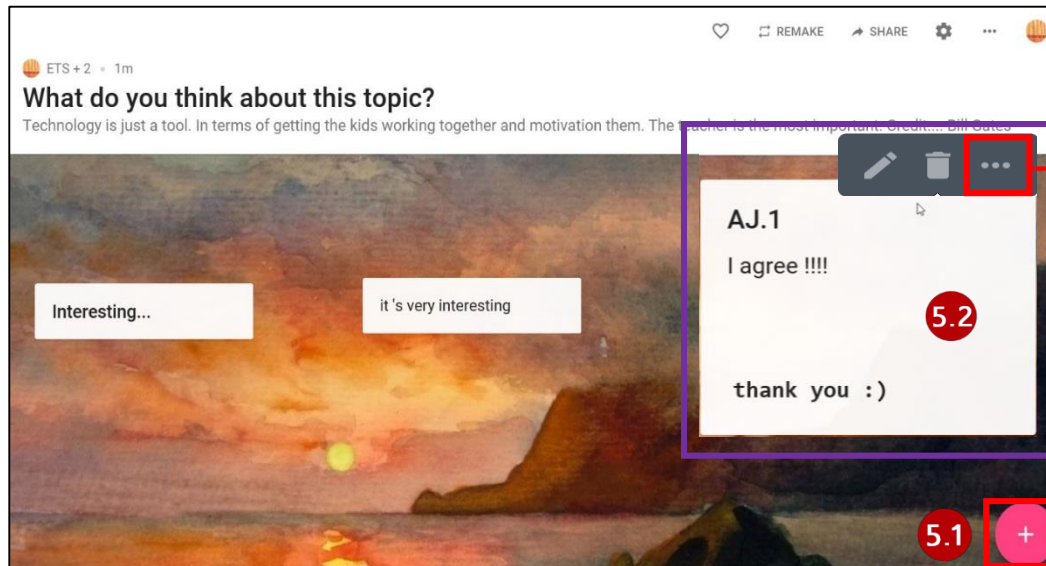 REMAKE SHARE
ETS + 2 • 1m
What do you think about this topic?
Technology is just a tool. In terms of getting the kids working together and motivation them. The teacher is the most important. Credit.... Bill Gates
AJ.1
I agree !!!!
Interesting...
it 's very interesting
5.2
thank you :)
5.1
+